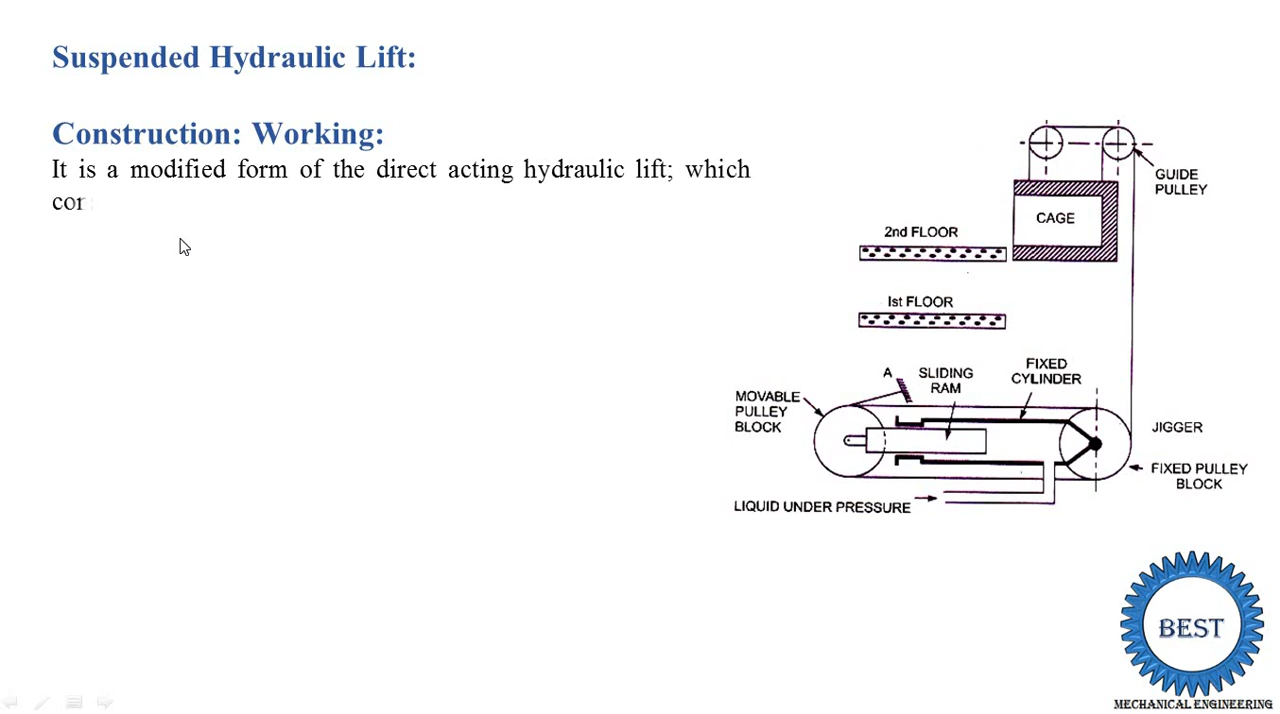 Suspended Hydraulic Lift:
Construction: Working:
It is a modified form of the direct acting hydraulic lift; which
cor
GUIDE
PULLEY
CAGE
2nd FLOOR
Ist FLOOR
A
SLIDING
RAM
FIXED
CYLINDER
MOVABLE
PULLEY
BLOCK
JIGGER
FIXED PULLEY
BLOCK
LIQUID UNDER PRESSURE
BEST
MECHANICAL ENGINEERING